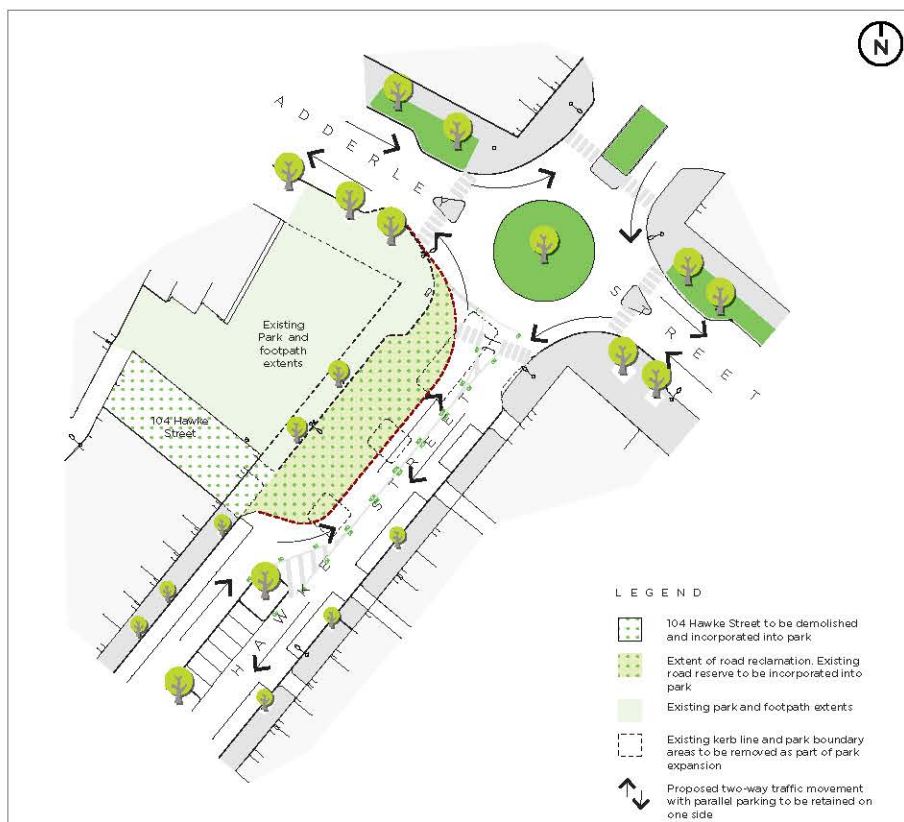 N
ADDERLEY
STREET
Existing
Park and
footpath
extents
104 Hawke
Street
HAWKE STREET
LEGEND
104 Hawke Street to be demolished
and incorporated into park
Extent of road reclamation. Existing
road reserve to be incorporated into
park
Existing park and footpath extents
Existing kerb line and park boundary
areas to be removed as part of park
expansion
Proposed two-way traffic movement
with parallel parking to be retained on
one side